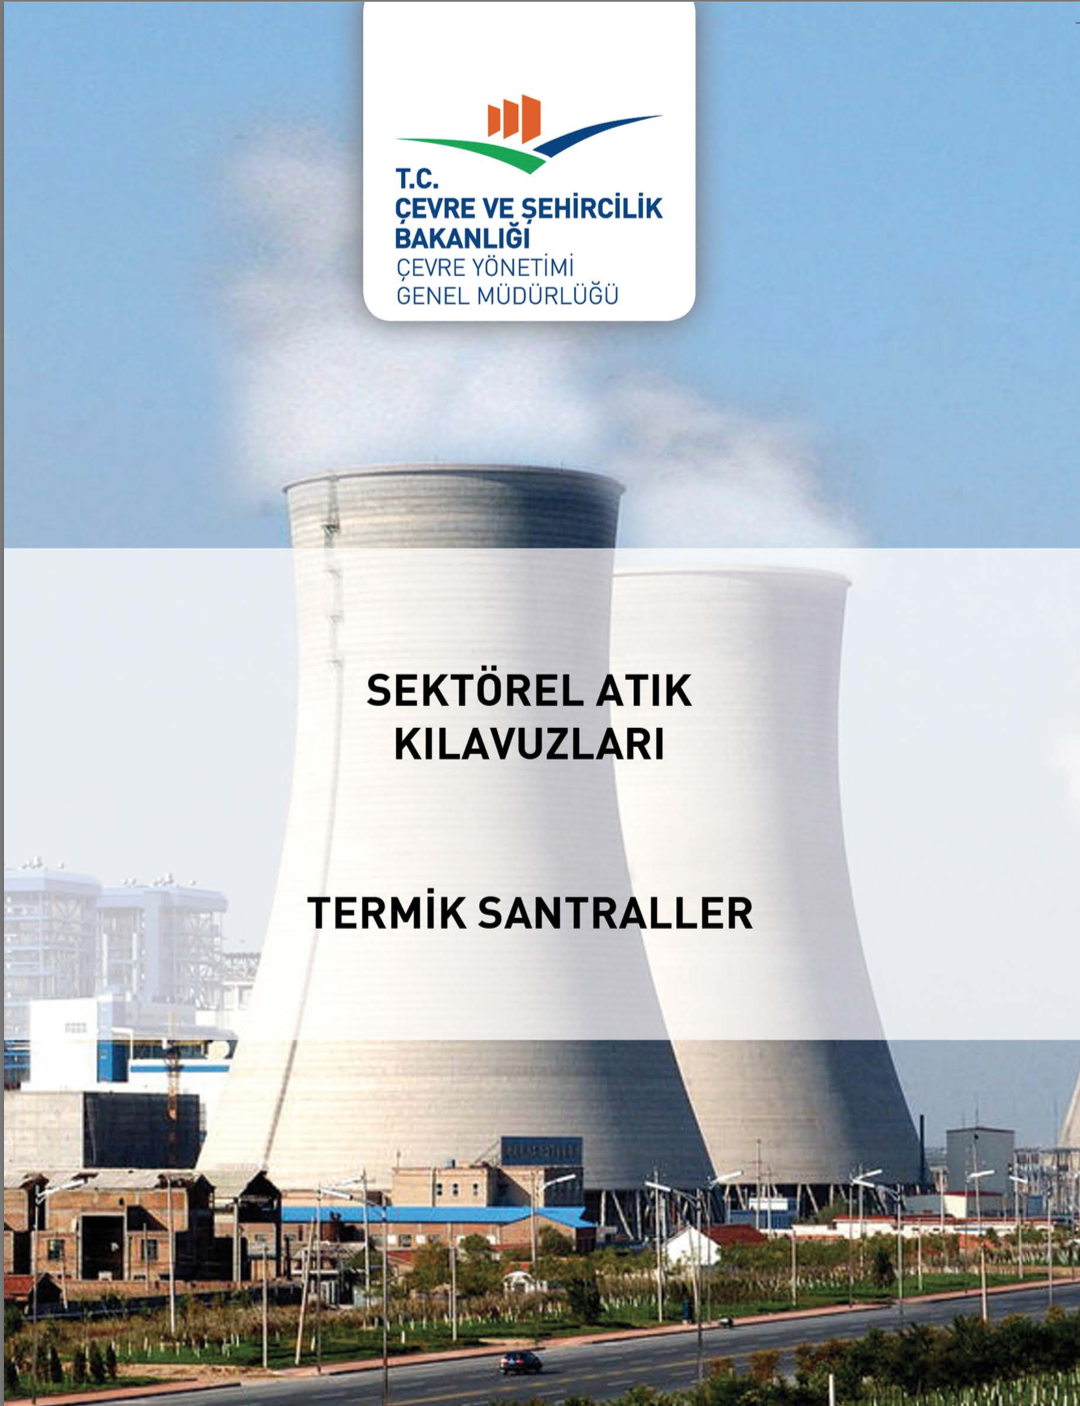 T.C.
ÇEVRE VE ŞEHİRCİLİK
BAKANLIĞI
ÇEVRE YÖNETİMİ
GENEL MÜDÜRLÜĞÜ
SEKTÖREL ATIK
KILAVUZLARI
TERMİK SANTRALLER